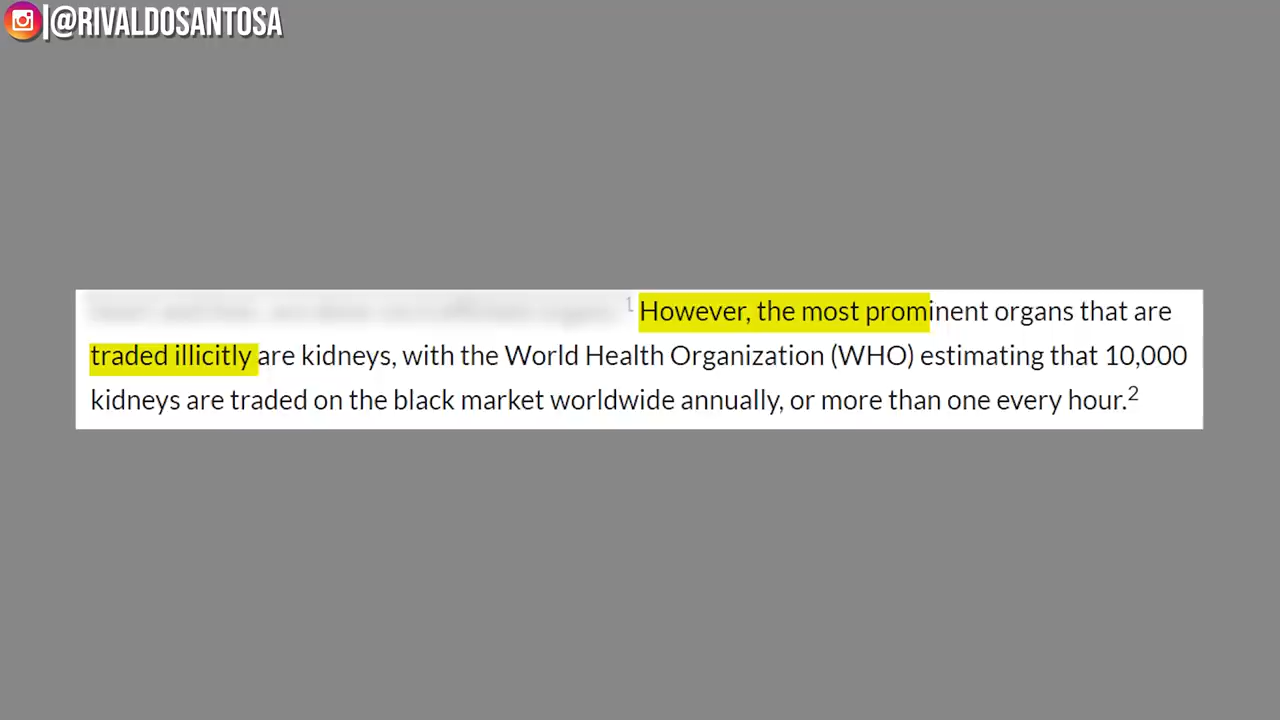 |@RIVALDOSANTOSA
1 However, the most prominent organs that are
traded illicitly are kidneys, with the World Health Organization (WHO) estimating that 10,000
kidneys are traded on the black market worldwide annually, or more than one every hour.2